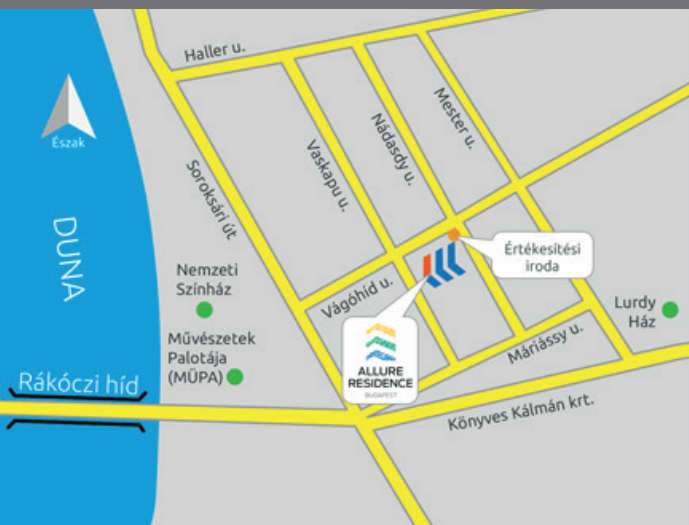 Haller u.
Észak
Mester u.
Nádasdy u.
Vaskapu u.
Soroksári út
DUNA
Értékesítési
iroda
Nemzeti
Színház
Vágóhíd u.
Lurdy
Ház
Művészetek
Palotája
(MÜPA)
Máriássy u.
ALLURE
RESIDENCE
BUDAPEST
Rákóczi híd
Könyves Kálmán krt.